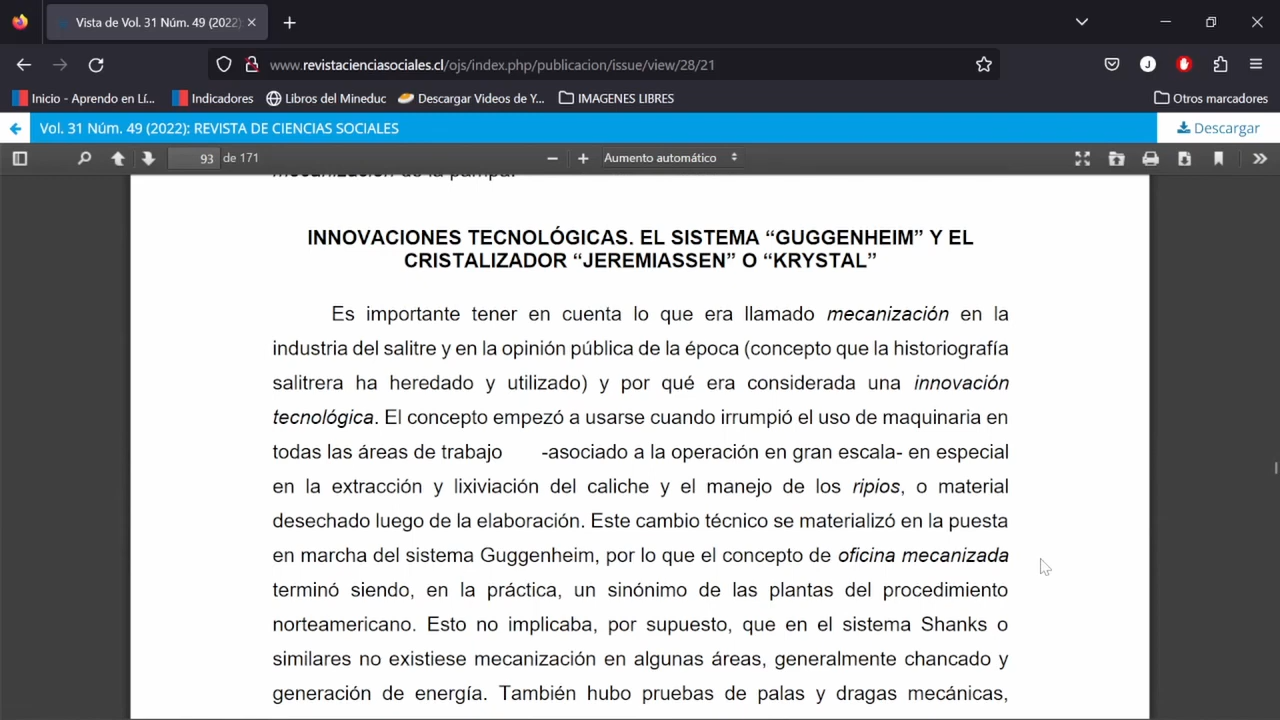 Vista de Vol. 31 Núm. 49 (2022)
www.revistacienciasociales.cl/ojs/index.php/publicacion/issue/view/28/21
Inicio - Aprendo en Lí... Indicadores Libros del Mineduc Descargar Videos de Y... IMAGENES LIBRES Otros marcadores
Vol. 31 Núm. 49 (2022): REVISTA DE CIENCIAS SOCIALES Descargar
93 de 171 Aumento automático
mecanización de la pampa.
INNOVACIONES TECNOLÓGICAS. EL SISTEMA “GUGGENHEIM” Y EL
CRISTALIZADOR “JEREMIASSEN” O “KRYSTAL”
Es importante tener en cuenta lo que era llamado mecanización en la
industria del salitre y en la opinión pública de la época (concepto que la historiografía
salitrera ha heredado y utilizado) y por qué era considerada una innovación
tecnológica. El concepto empezó a usarse cuando irrumpió el uso de maquinaria en
todas las áreas de trabajo -asociado a la operación en gran escala- en especial
en la extracción y lixiviación del caliche y el manejo de los ripios, o material
desechado luego de la elaboración. Este cambio técnico se materializó en la puesta
en marcha del sistema Guggenheim, por lo que el concepto de oficina mecanizada
terminó siendo, en la práctica, un sinónimo de las plantas del procedimiento
norteamericano. Esto no implicaba, por supuesto, que en el sistema Shanks o
similares no existiese mecanización en algunas áreas, generalmente chancado y
generación de energía. También hubo pruebas de palas y dragas mecánicas,